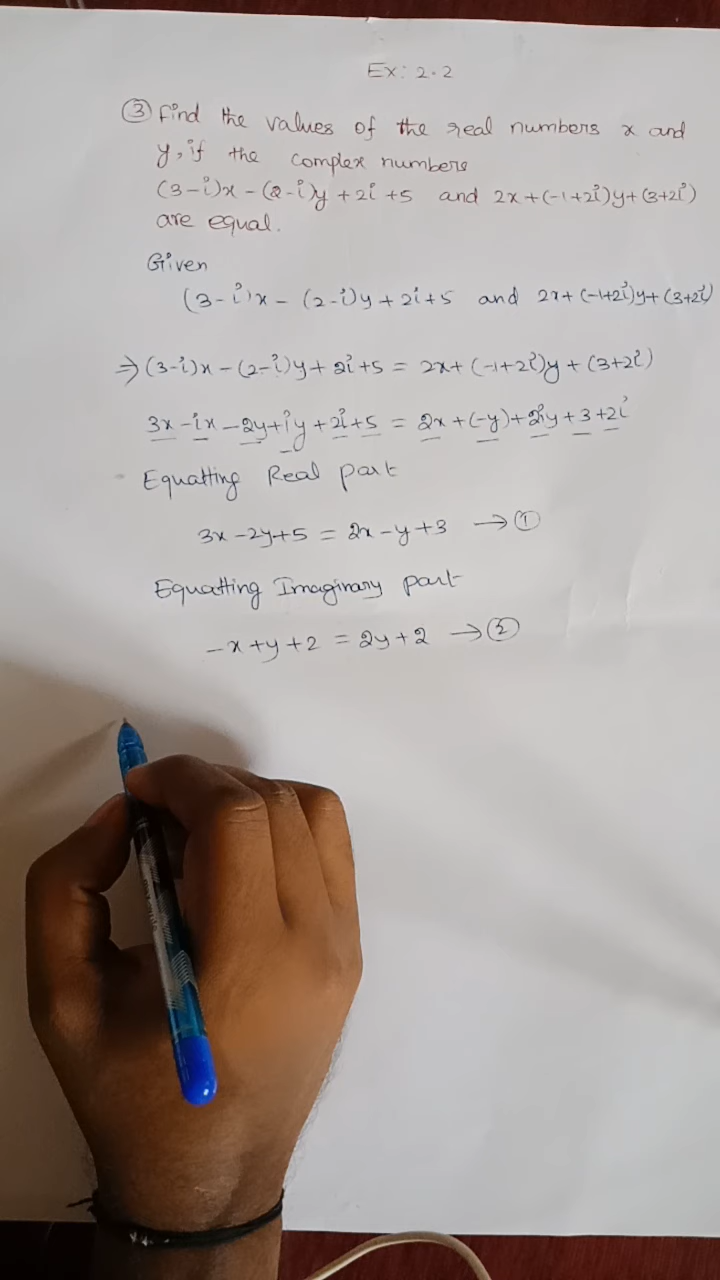 Ex: 2.2
③ Find the values of the real numbers x and
y, if the complex numbers
(3-i)x - (2-i)y + 2i + 5 and 2x + (-1+2i)y + (3+2i)
are equal.
Given
(3-i)x - (2-i)y + 2i + 5 and 2x + (-1+2i)y + (3+2i)
⇒ (3-i)x - (2-i)y + 2i + 5 = 2x + (-1+2i)y + (3+2i)
3x - ix - 2y + iy + 2i + 5 = 2x + (-y) + 2iy + 3 + 2i
Equatting Real part
3x - 2y + 5 = 2x - y + 3 → ①
Equatting Imaginary part
-x + y + 2 = 2y + 2 → ②